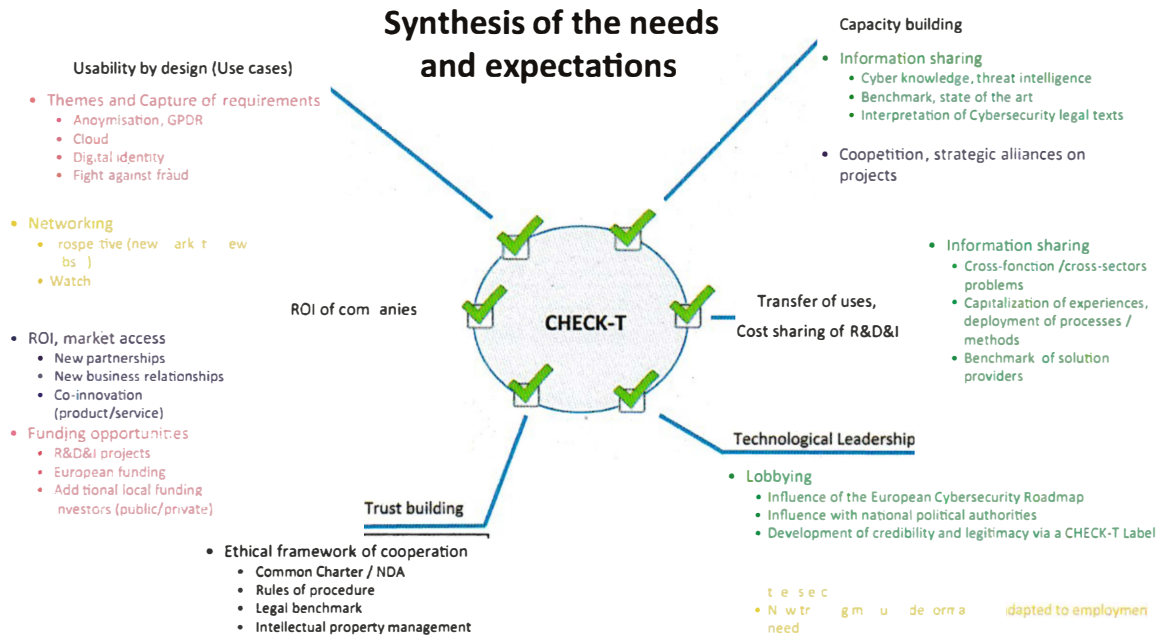 Synthesis of the needs
and expectations
Usability by design (Use cases)
• Themes and Capture of requirements
• Anoymisation, GPDR
• Cloud
• Digital identity
• Fight against fraud
• Networking
(new
• Watch
ROI of
• ROI, market access
• New partnerships
• New business relationships
• Co-innovation
(product/service)
• Funding opportunities
• R&D&I projects
• European funding
• Additional local funding
investors (public/private)
Trust building
• Ethical framework of cooperation
• Common Charter / NDA
• Rules of procedure
• Legal benchmark
• Intellectual property management
CHECK-T
Capacity building
• Information sharing
• Cyber knowledge, threat intelligence
• Benchmark, state of the art
• Interpretation of Cybersecurity legal texts
• Coopetition, strategic alliances on
projects
Transfer of uses,
Cost sharing of R&D&I
• Information sharing
• Cross-fonction /cross-sectors
problems
• Capitalization of experiences,
deployment of processes /
methods
• Benchmark of solution
providers
Technological Leadership
• Lobbying
• Influence of the European Cybersecurity Roadmap
• Influence with national political authorities
• Development of credibility and legitimacy via a CHECK-T Label
to employmen
need